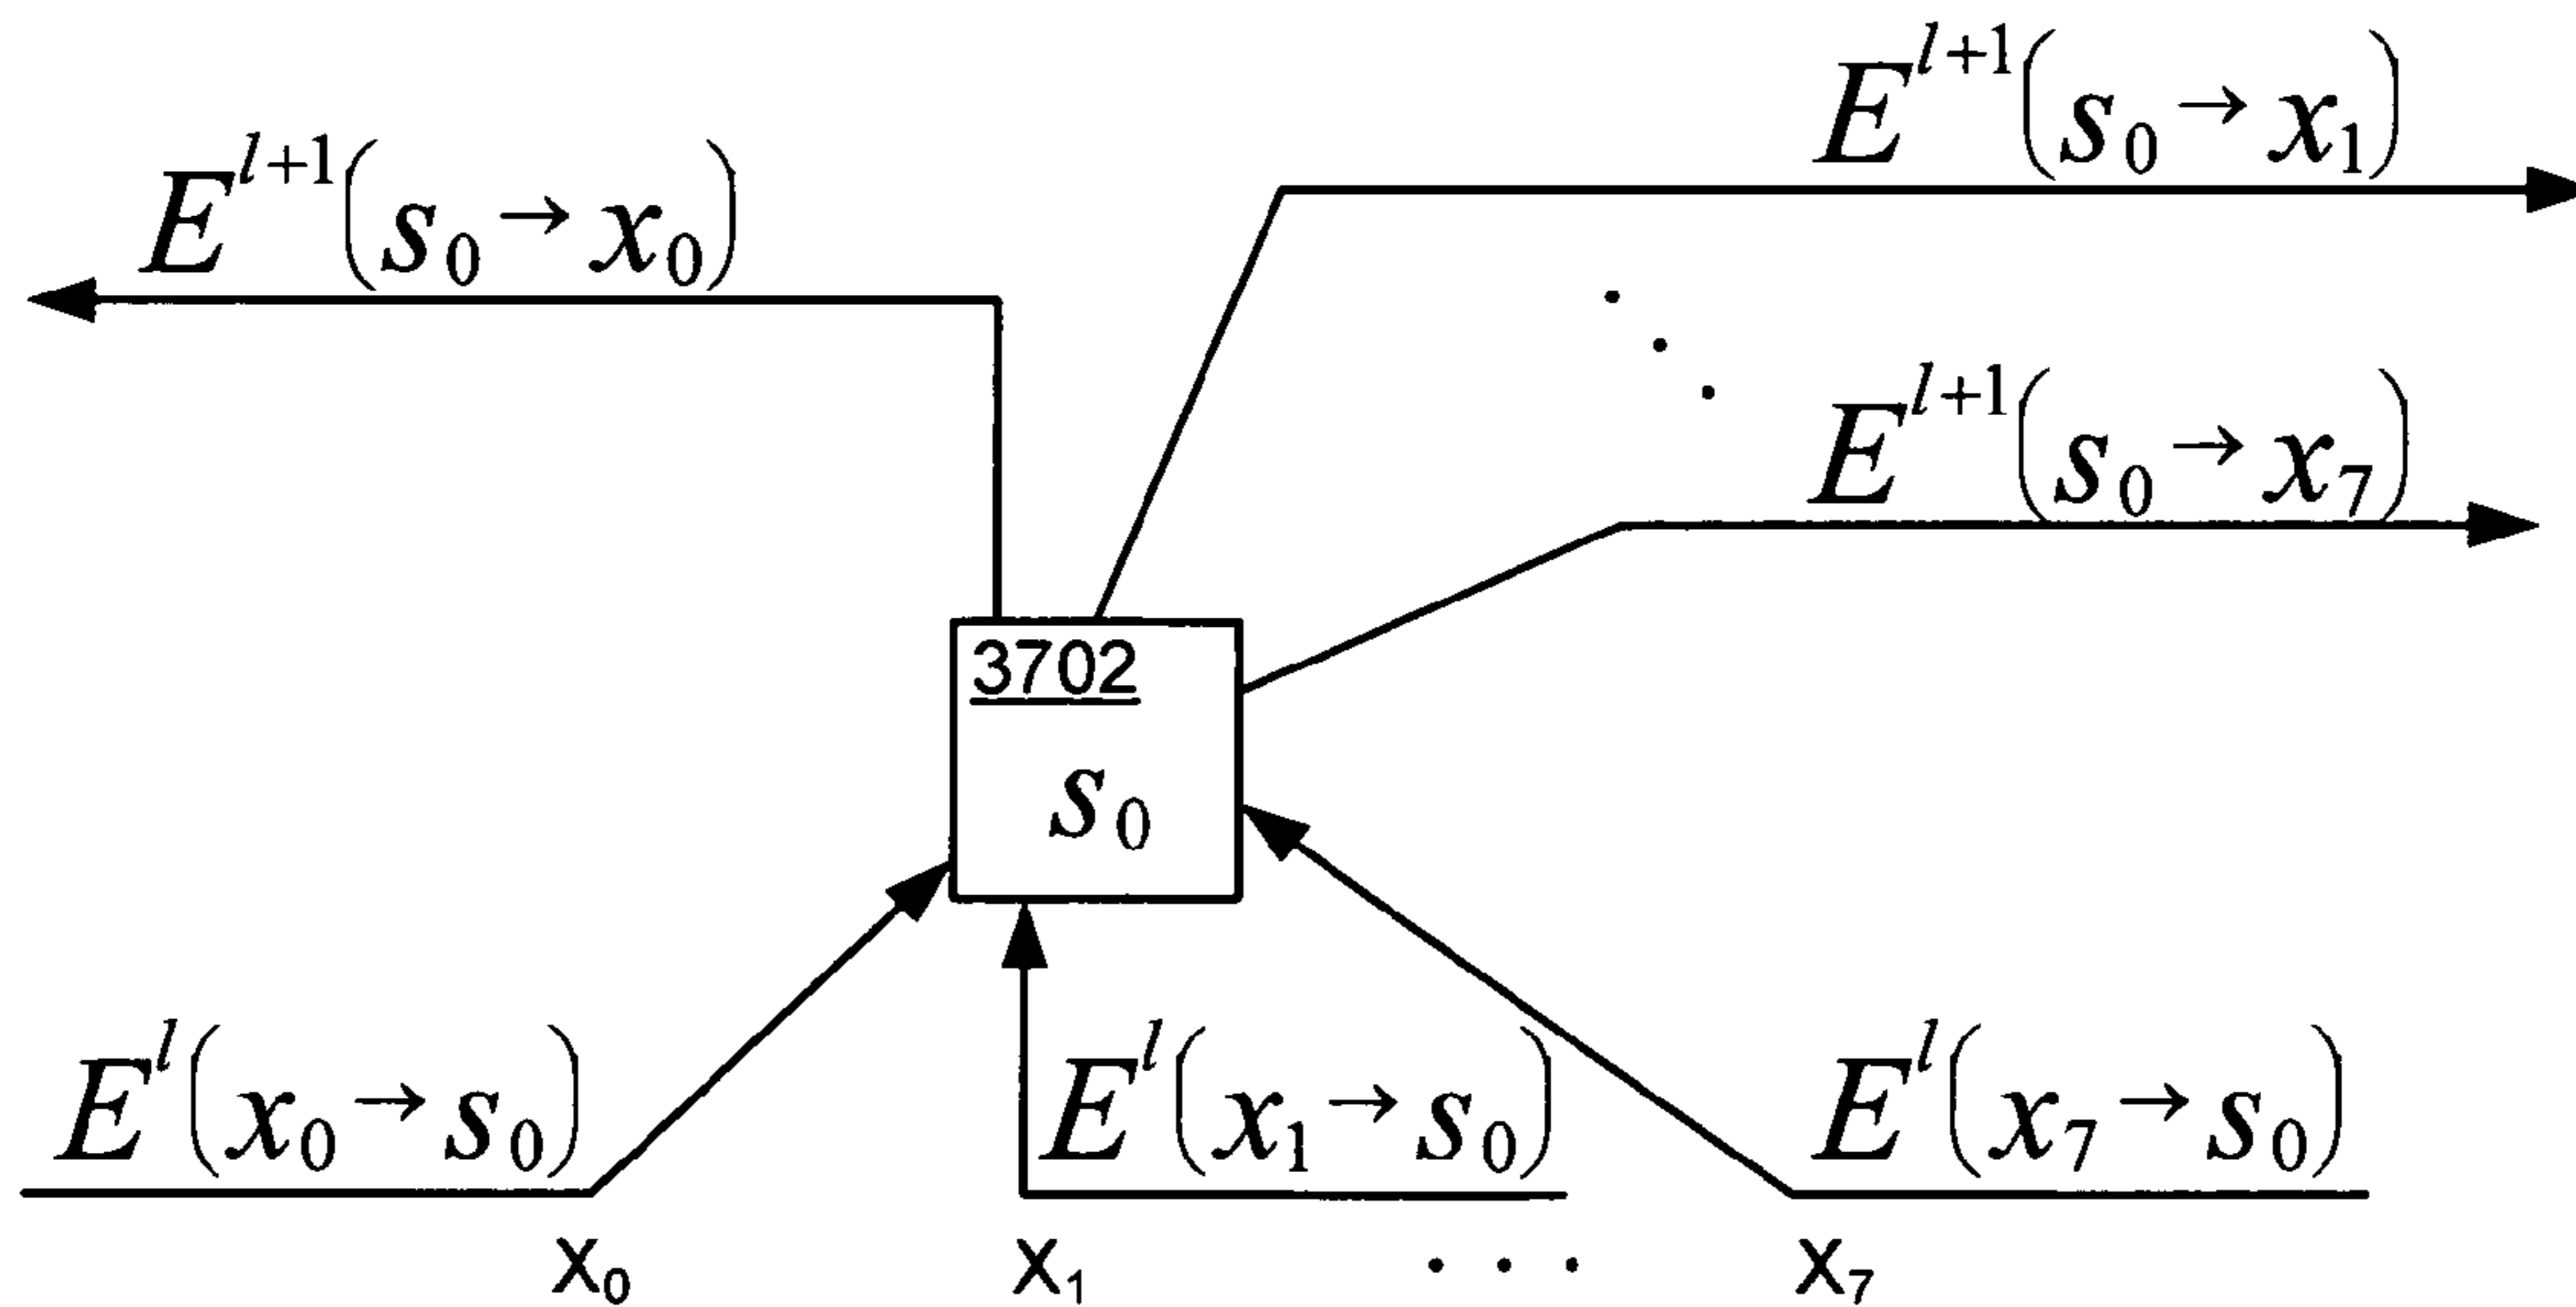 E^{l+1}(s_0 → x_1)
E^{l+1}(s_0 → x_0)
E^{l+1}(s_0 → x_7)
3702
s_0
E^l(x_0 → s_0) E^l(x_1 → s_0) E^l(x_7 → s_0)
X_0 X_1 . . . X_7